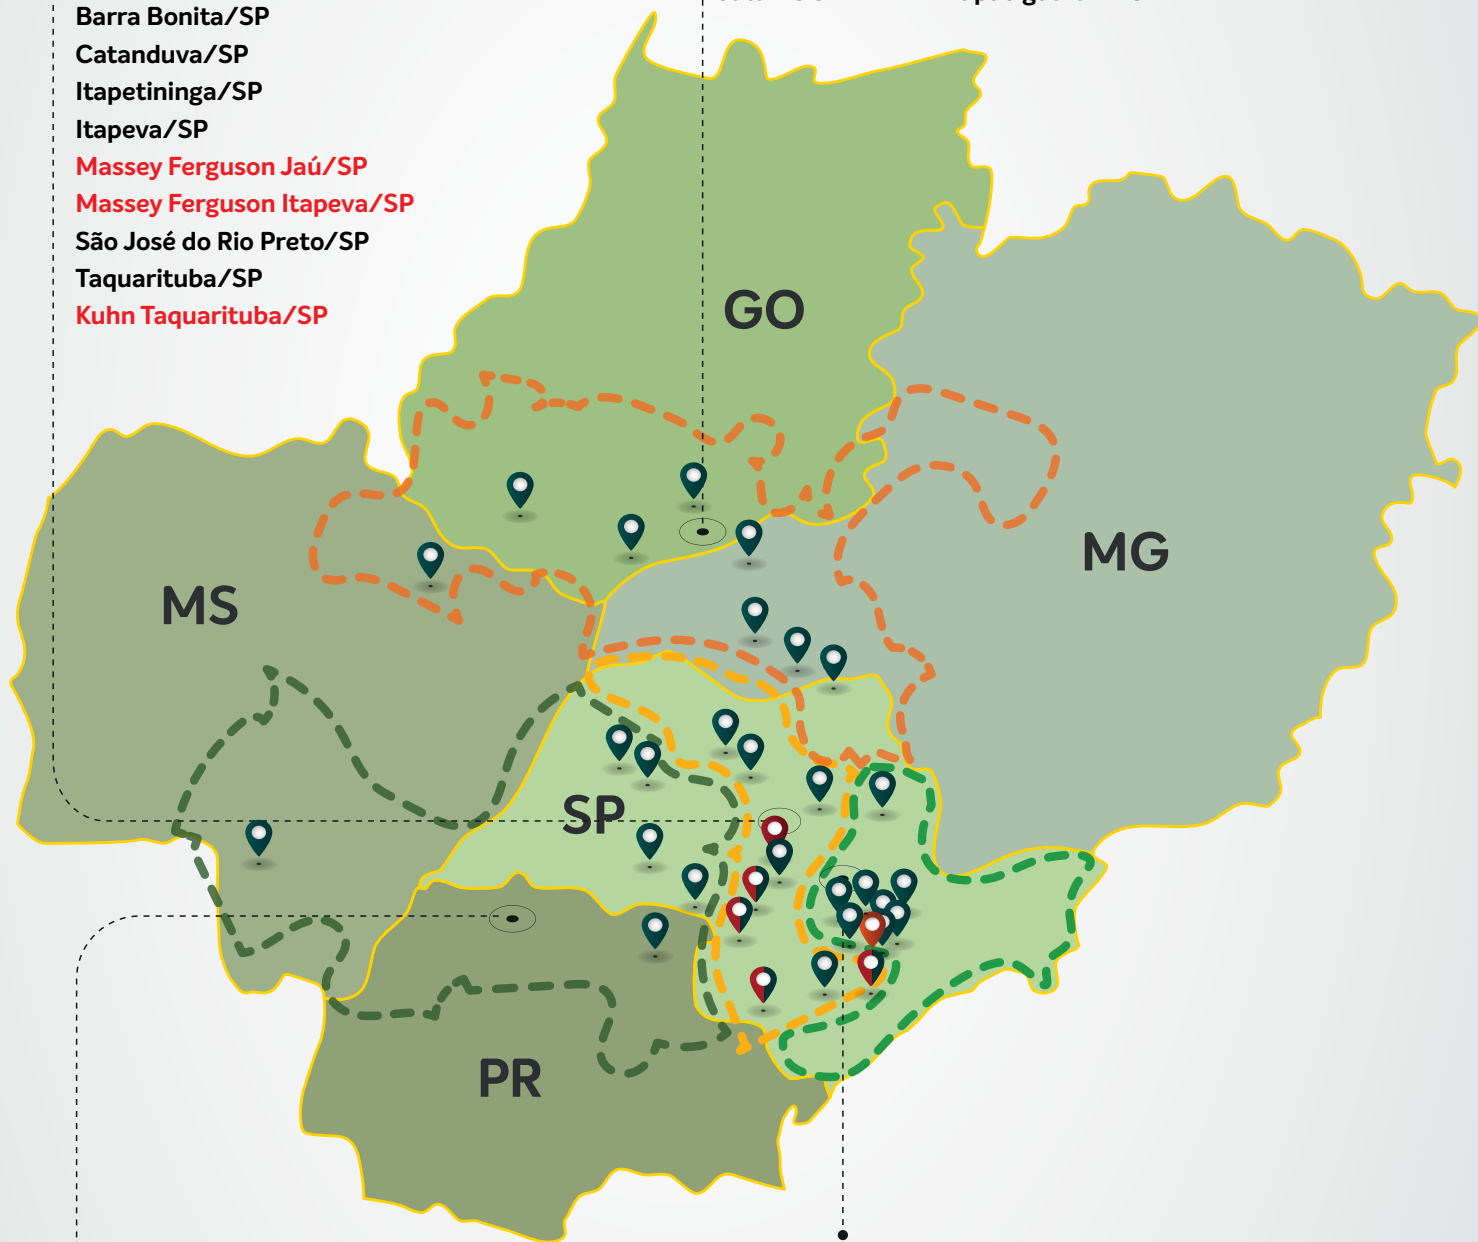 Barra Bonita/SP
Catanduva/SP
Itapetininga/SP
Itapeva/SP
Massey Ferguson Jaú/SP
Massey Ferguson Itapeva/SP
São José do Rio Preto/SP
Taquarituba/SP
Kuhn Taquarituba/SP
GO
MG
MS
SP
PR